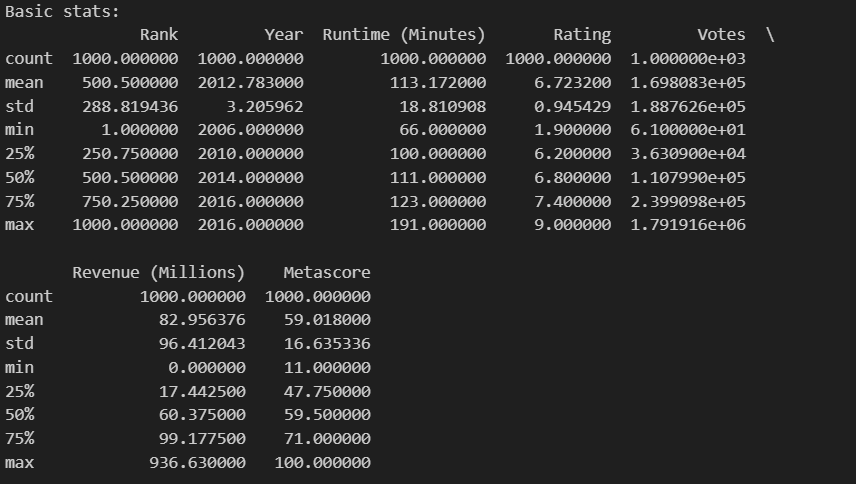 Basic stats:
Rank Year Runtime (Minutes) Rating Votes \
count 1000.000000 1000.000000 1000.000000 1000.000000 1.000000e+03
mean 500.500000 2012.783000 113.172000 6.723200 1.698083e+05
std 288.819436 3.205962 18.810908 0.945429 1.887626e+05
min 1.000000 2006.000000 66.000000 1.900000 6.100000e+01
25% 250.750000 2010.000000 100.000000 6.200000 3.630900e+04
50% 500.500000 2014.000000 111.000000 6.800000 1.107990e+05
75% 750.250000 2016.000000 123.000000 7.400000 2.399098e+05
max 1000.000000 2016.000000 191.000000 9.000000 1.791916e+06
Revenue (Millions) Metascore
count 1000.000000 1000.000000
mean 82.956376 59.018000
std 96.412043 16.635336
min 0.000000 11.000000
25% 17.442500 47.750000
50% 60.375000 59.500000
75% 99.177500 71.000000
max 936.630000 100.000000